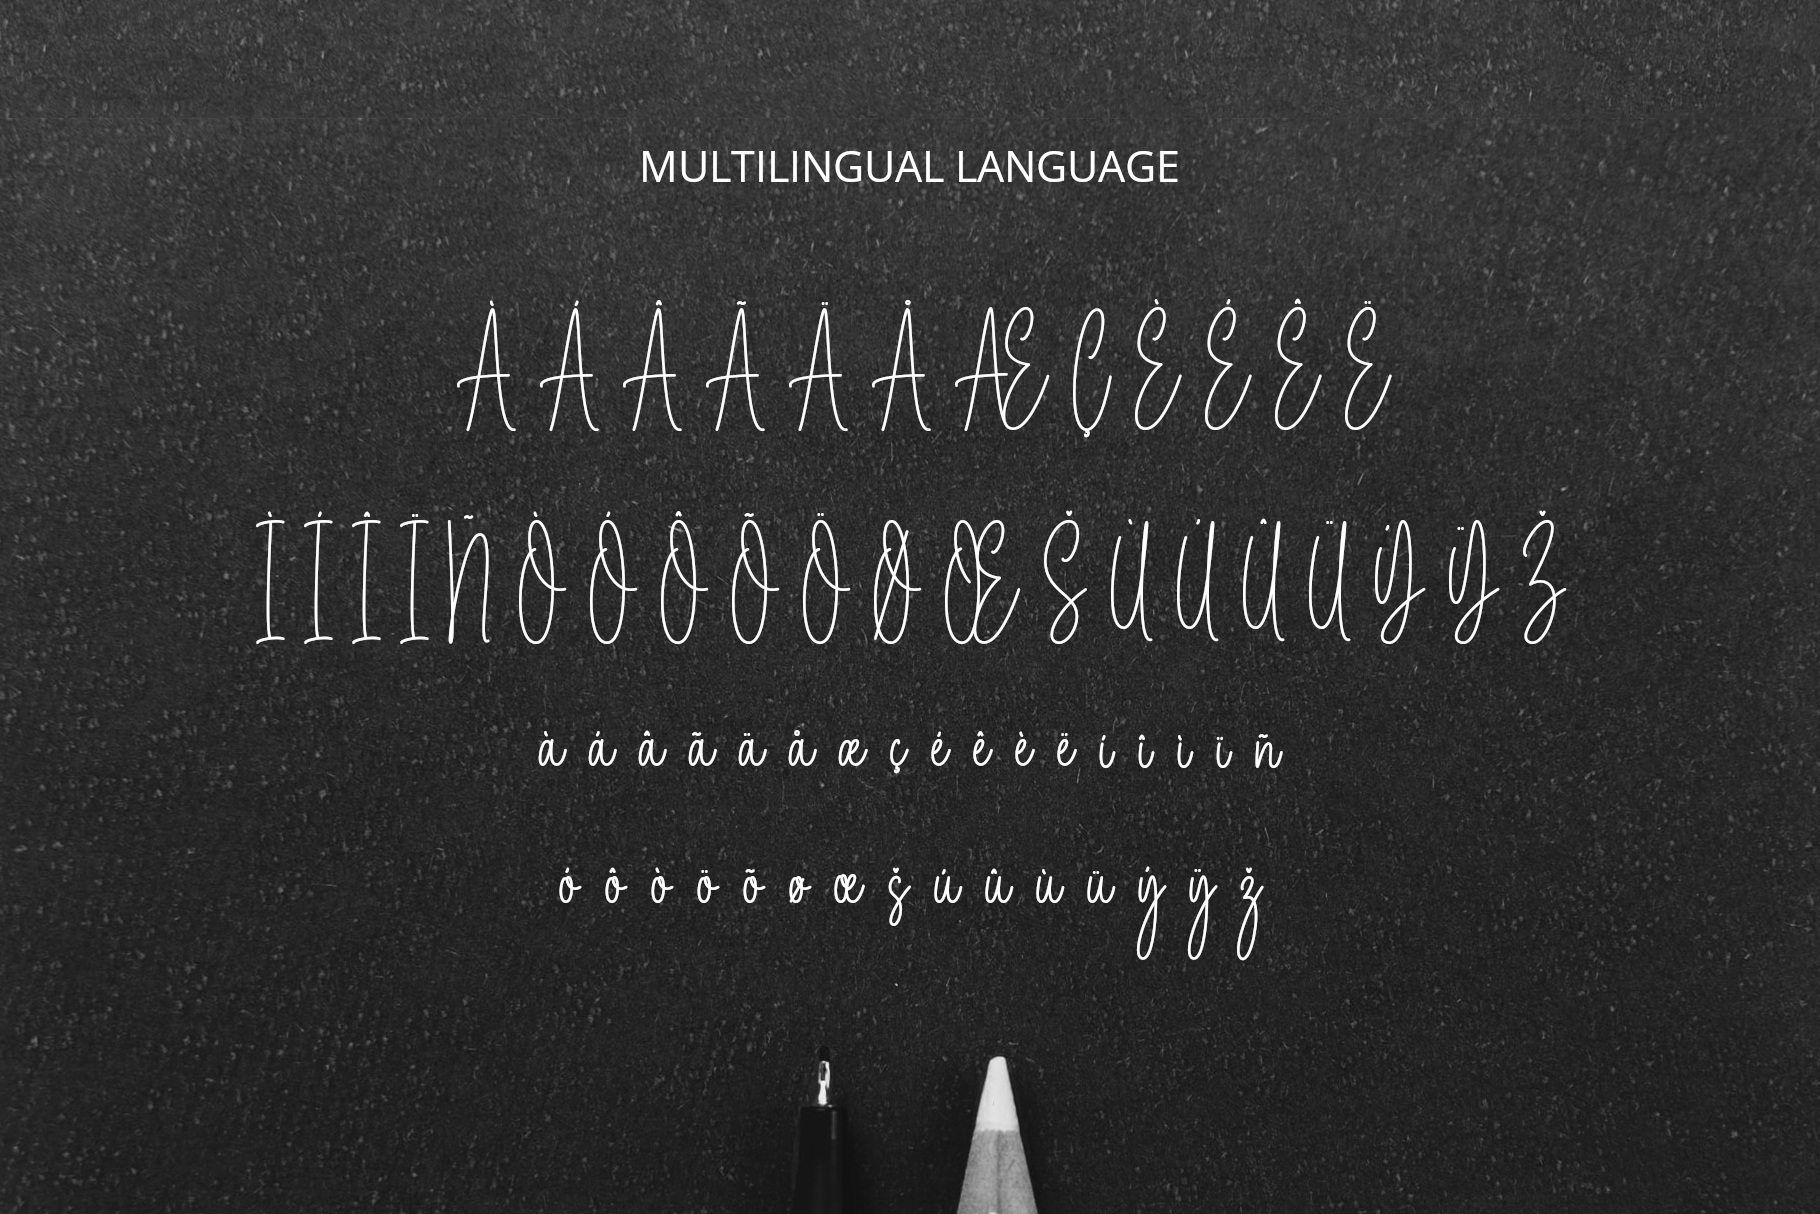 MULTILINGUAL LANGUAGE
À Á Â Ã Ä Å Æ Ç È É Ê Ë
Ì Í Î Ï Ñ Ò Ó Ô Õ Ö Ø Œ Š Ù Ú Û Ü Ý Ÿ Ž
à á â ã ä å æ ç é ê è ë í î ì ï ñ
ó ô ò ö õ ø œ š ú û ù ü ý ÿ ž